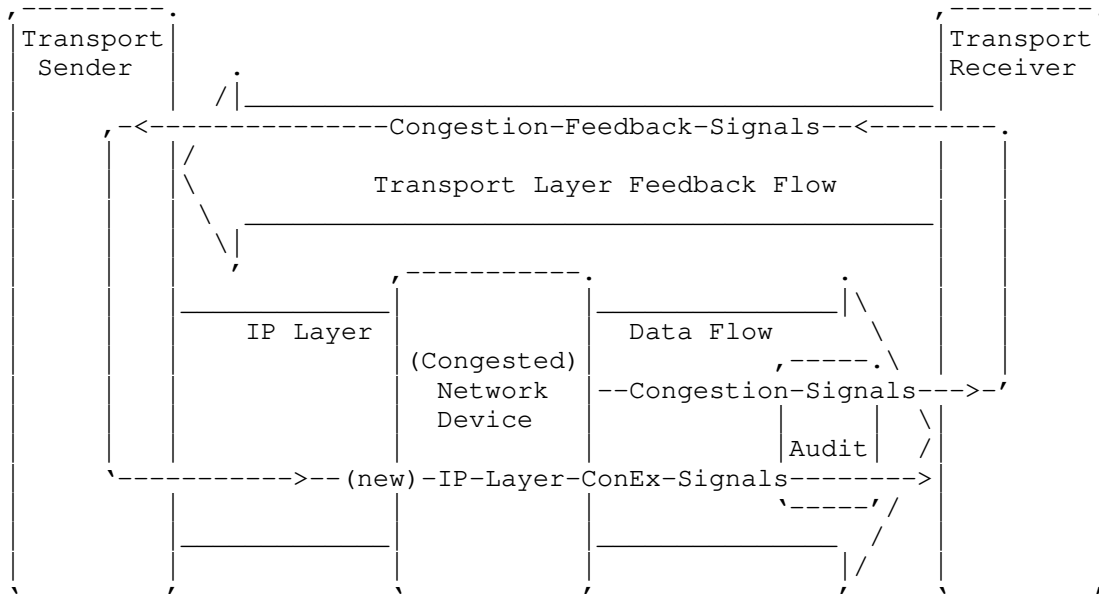 Transport Transport
Sender Receiver
Congestion-Feedback-Signals
Transport Layer Feedback Flow
IP Layer Data Flow
(Congested)
Network --Congestion-Signals--->-
Device
Audit
(new)-IP-Layer-ConEx-Signals